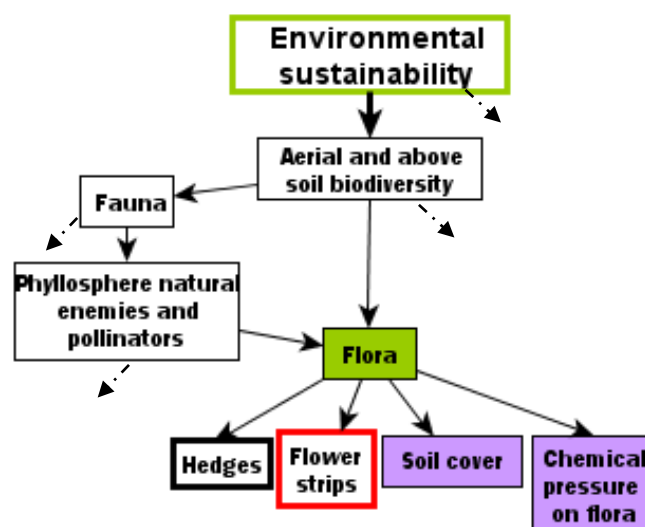 Environmental
sustainability
Aerial and above
soil biodiversity
Fauna
Phyllosphere natural
enemies and
pollinators
Flora
Hedges
Flower
strips
Soil cover
Chemical
pressure
on flora